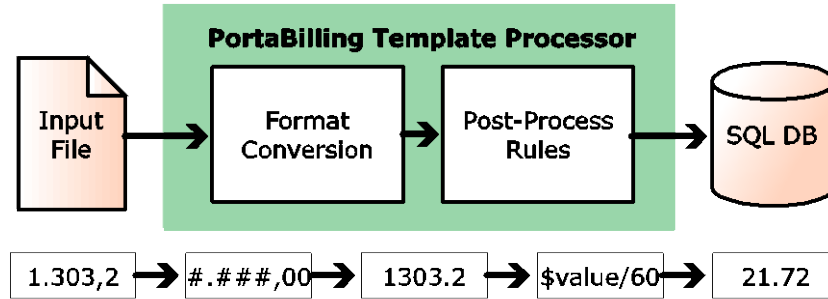 PortaBilling Template Processor
Input
File
Format
Conversion
Post-Process
Rules
SQL DB
1.303,2
#.###,00
1303.2
$value/60
21.72